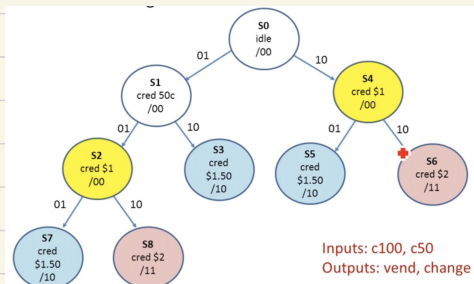 S0
idle
/00
01
10
S1
cred 50c
/00
S4
cred $1
/00
01
10
01
10
S2
cred $1
/00
S3
cred
$1.50
/10
S5
cred
$1.50
/10
S6
cred $2
/11
01
10
S7
cred
$1.50
/10
S8
cred $2
/11
Inputs: c100, c50
Outputs: vend, change